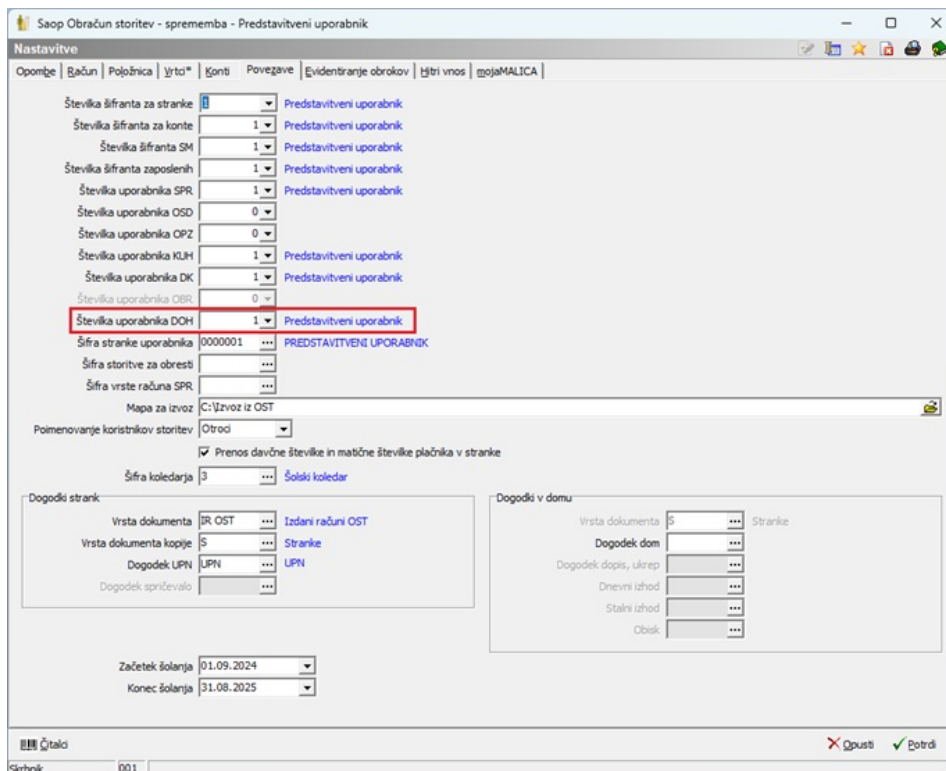 Saop Obračun storitev - sprememba - Predstavitveni uporabnik
Nastavitve
Opombe Račun Položnica Vrtci* Konti Povezave Evidentiranje obrokov Hitri vnos mojaMALICA
Številka šifranta za stranke 1 Predstavitveni uporabnik
Številka šifranta za konte 1 Predstavitveni uporabnik
Številka šifranta SM 1 Predstavitveni uporabnik
Številka šifranta zaposlenih 1 Predstavitveni uporabnik
Številka uporabnika SPR 1 Predstavitveni uporabnik
Številka uporabnika OSD 0
Številka uporabnika OPZ 0
Številka uporabnika KUH 1 Predstavitveni uporabnik
Številka uporabnika DK 1 Predstavitveni uporabnik
Številka uporabnika OBR 0
Številka uporabnika DOH 1 Predstavitveni uporabnik
Šifra stranke uporabnika 0000001 ... PREDSTAVITVENI UPORABNIK
Šifra storitve za obresti ...
Šifra vrste računa SPR ...
Mapa za izvoz C:\Izvoz iz OST
Poimenovanje koristnikov storitev Otroci
Prenos davčne številke in matične številke plačnika v stranke
Šifra koledarja 3 ... Šolski koledar
Dogodki strank
Vrsta dokumenta IR OST ... Izdani računi OST
Vrsta dokumenta kopije S ... Stranke
Dogodek UPN UPN ... UPN
Dogodek spričevalo ...
Dogodki v domu
Vrsta dokumenta S ... Stranke
Dogodek dom ...
Dogodek dopis, ukrep ...
Dnevni izhod ...
Stalni izhod ...
Obisk ...
Začetek šolanja 01.09.2024
Konec šolanja 31.08.2025
Čitalci Opusti Potrdi
Skrbnik 001